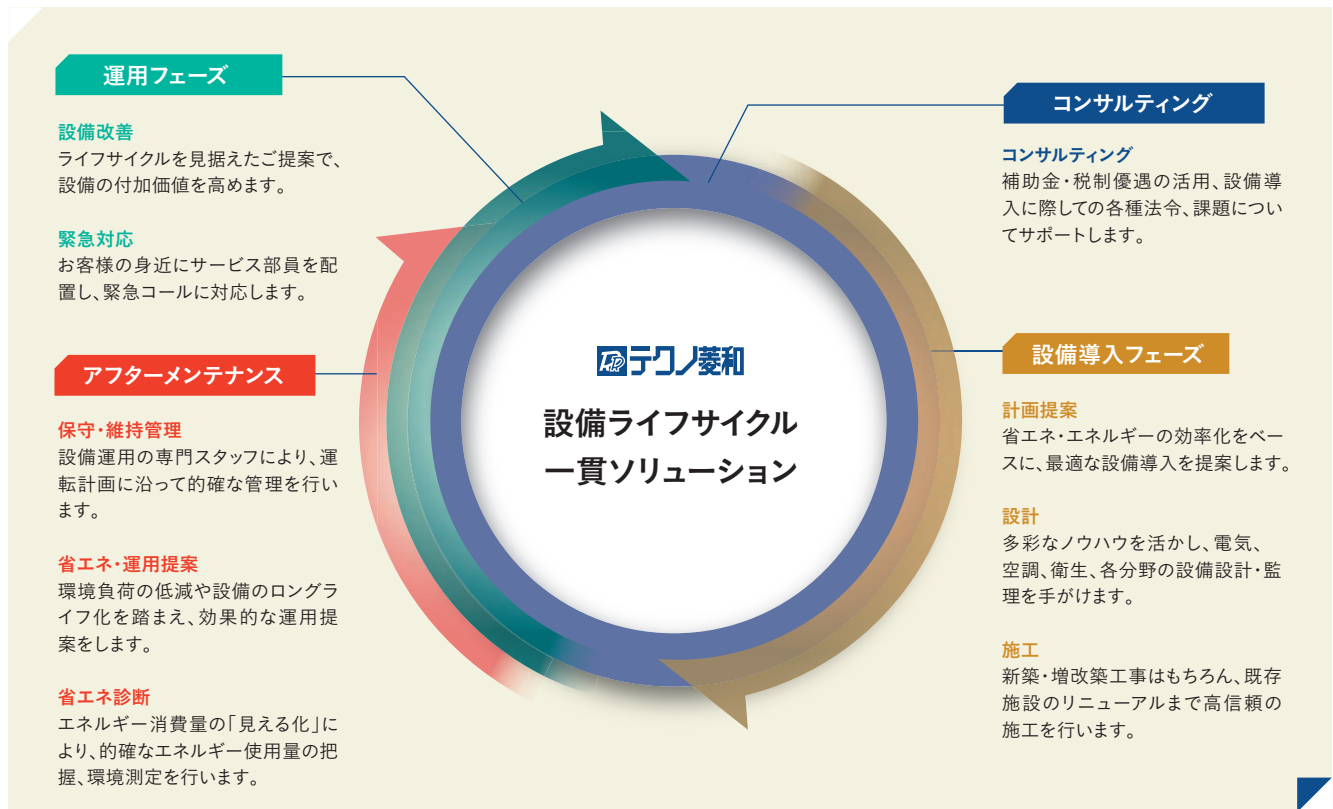 運用フェーズ
設備改善
ライフサイクルを見据えたご提案で、
設備の付加価値を高めます。
緊急対応
お客様の身近にサービス部員を配
置し、緊急コールに対応します。
アフターメンテナンス
保守・維持管理
設備運用の専門スタッフにより、運
転計画に沿って的確な管理を行い
ます。
省エネ・運用提案
環境負荷の低減や設備のロングラ
イフ化を踏まえ、効果的な運用提
案をします。
省エネ診断
エネルギー消費量の「見える化」に
より、的確なエネルギー使用量の把
握、環境測定を行います。
テクノ菱和
設備ライフサイクル
一貫ソリューション
コンサルティング
コンサルティング
補助金・税制優遇の活用、設備導
入に際しての各種法令、課題につい
てサポートします。
設備導入フェーズ
計画提案
省エネ・エネルギーの効率化をベー
スに、最適な設備導入を提案します。
設計
多彩なノウハウを活かし、電気、
空調、衛生、各分野の設備設計・監
理を手がけます。
施工
新築・増改築工事はもちろん、既存
施設のリニューアルまで高信頼の
施工を行います。